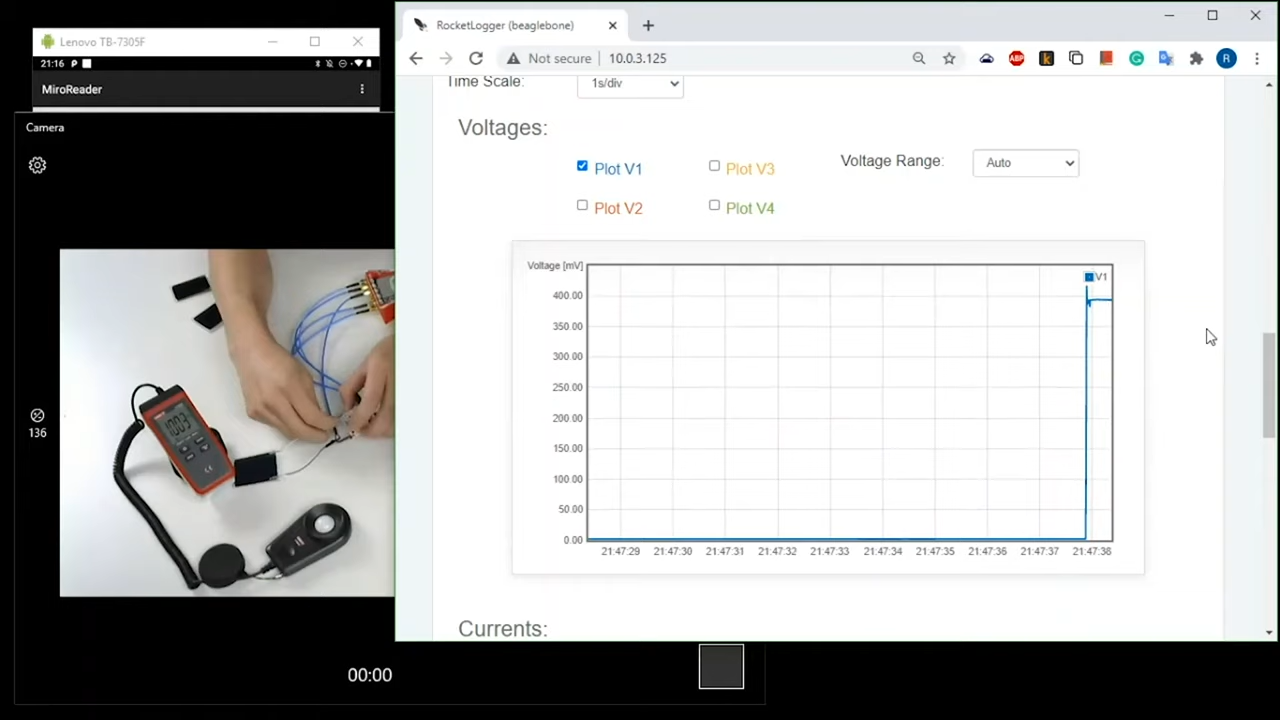 Lenovo TB-7305F
21:16
MiroReader
Camera
136
1003
00:00
RocketLogger (beaglebone)
Not secure
10.0.3.125
ABP
k
G
R
Time Scale:
1s/div
Voltages:
Plot V1
Plot V3
Voltage Range:
Auto
Plot V2
Plot V4
Voltage [mV]
V1
400.00
350.00
300.00
250.00
200.00
150.00
100.00
50.00
0.00
21:47:29
21:47:30
21:47:31
21:47:32
21:47:33
21:47:34
21:47:35
21:47:36
21:47:37
21:47:38
Currents: